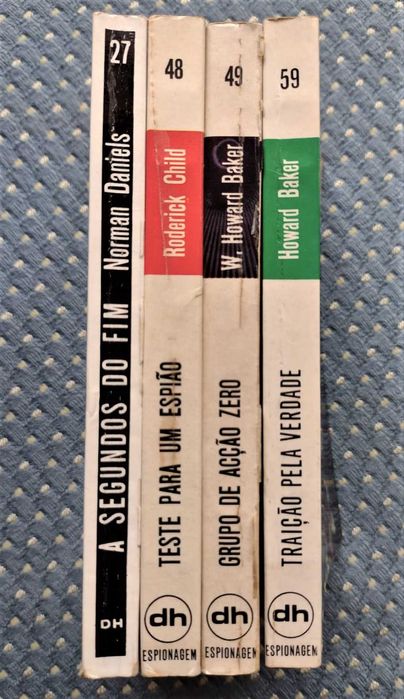 27
A SEGUNDOS DO FIM Norman Daniels
DH
48
Roderick Child
TESTE PARA UM ESPIÃO
dh
ESPIONAGEM
49
W. Howard Baker
GRUPO DE ACÇÃO ZERO
dh
ESPIONAGEM
59
Howard Baker
TRAIÇÃO PELA VERDADE
dh
ESPIONAGEM